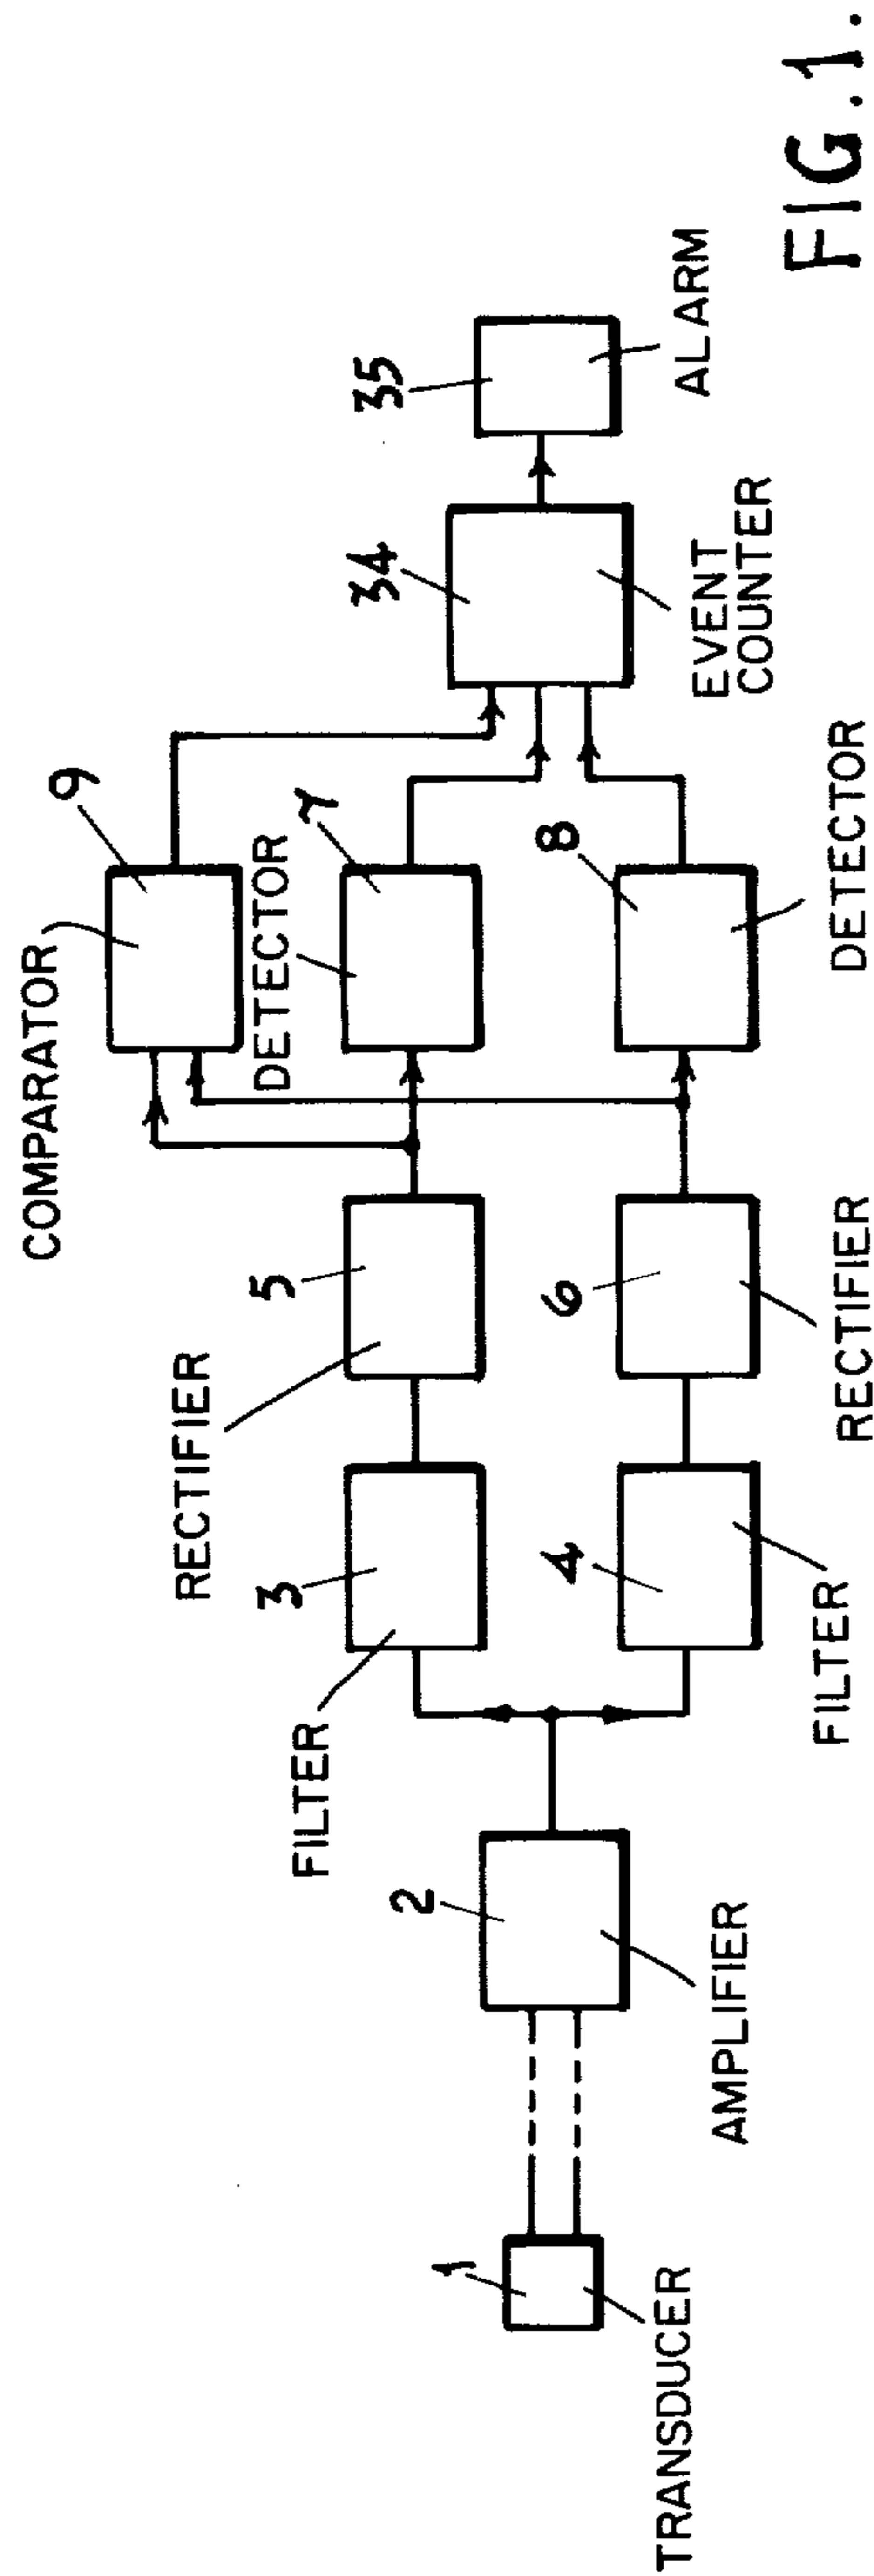 COMPARATOR
9
RECTIFIER
5
DETECTOR
7
FILTER
3
35
34
2
1
8
6
4
ALARM
EVENT
COUNTER
DETECTOR
RECTIFIER
FILTER
AMPLIFIER
TRANSDUCER
FIG.1.